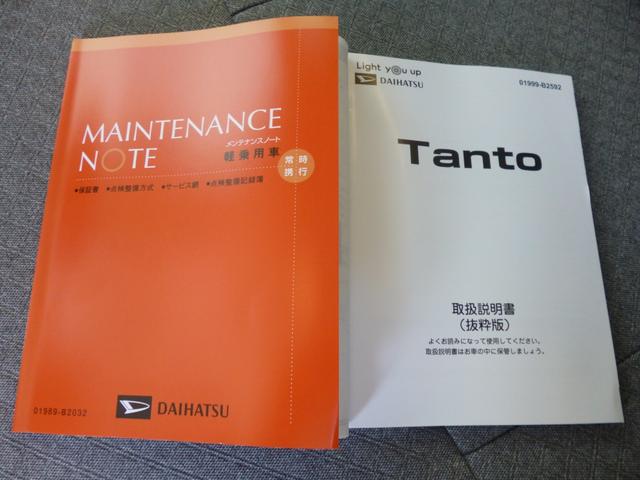 MAINTENANCE
NOTE
メンテナンスノート
軽乗用車
常時
携行
●保証書 ●点検整備方式 ●サービス網 ●点検整備記録簿
01989-B2032
DAIHATSU
Light you up
DAIHATSU
01999-B2592
Tanto
取扱説明書
(抜粋版)
よくお読みになって使用してください。
取扱説明書はお車の中に保管しましょう。